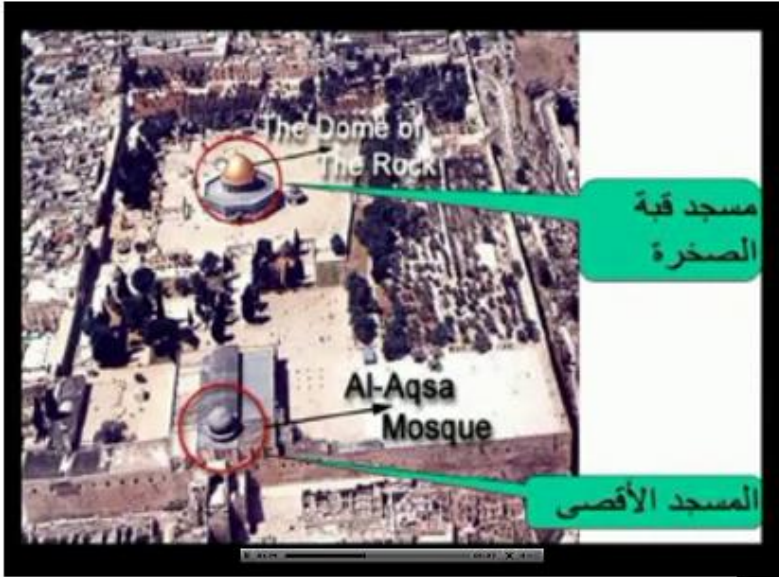 The Dome of
The Rock
مسجد قبة
الصخرة
Al-Aqsa
Mosque
المسجد الأقصى